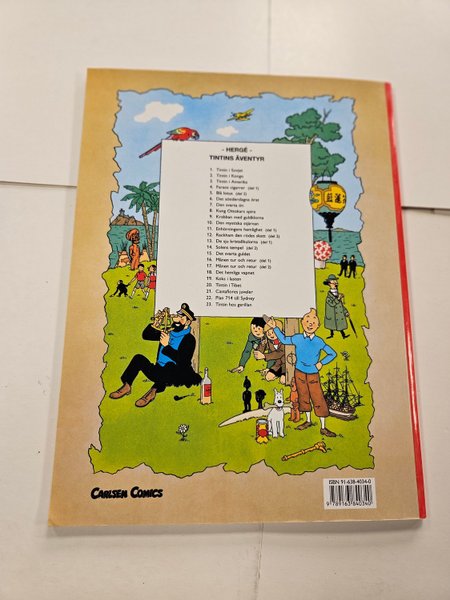 - HERGÉ -
TINTINS ÄVENTYR
1. Tintin i Sovjet
2. Tintin i Kongo
3. Tintin i Amerika
4. Faraos cigarrer (del 1)
5. Blå lotus (del 2)
6. Det sönderslagna örat
7. Den svarta ön
8. Kung Ottokars spira
9. Krabban med guldklorna
10. Den mystiska stjärnan
11. Enhörningens hemlighet (del 1)
12. Rackham den rödes skatt (del 2)
13. De sju kristallkulorna (del 1)
14. Solens tempel (del 2)
15. Det svarta guldet
16. Månen tur och retur (del 1)
17. Månen tur och retur (del 2)
18. Det hemliga vapnet
19. Koks i lasten
20. Tintin i Tibet
21. Castafiores juveler
22. Plan 714 till Sydney
23. Tintin hos gerillan
CARLSEN COMICS
ISBN 91-638-4034-0
9 789163 840340